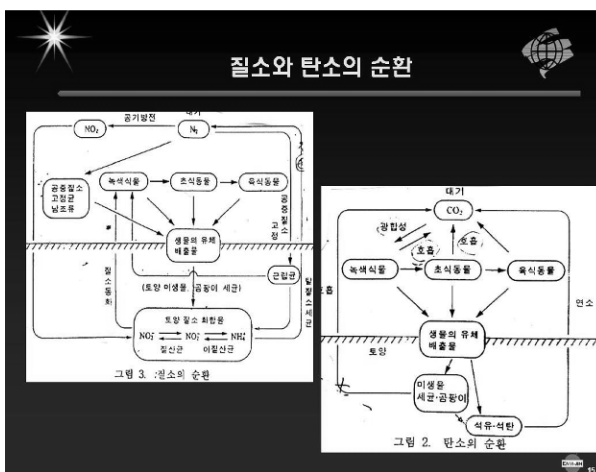 질소와 탄소의 순환
공기방전
대기
NO₂
N₂
공중질소
고정균
남조류
녹색식물
초식동물
육식동물
공중질소
고정
생물의 유체
배출물
(토양 미생물, 곰팡이 세균)
근립균
질소동화
탈질소세균
토양 질소 화합물
NO₃⁻
NO₂⁻
NH₄⁺
질산균
아질산균
그림 3. 질소의 순환
대기
CO₂
광합성
호흡
호흡
녹색식물
초식동물
육식동물
호흡
연소
생물의 유체
배출물
토양
미생물
세균·곰팡이
석유·석탄
그림 2. 탄소의 순환
15